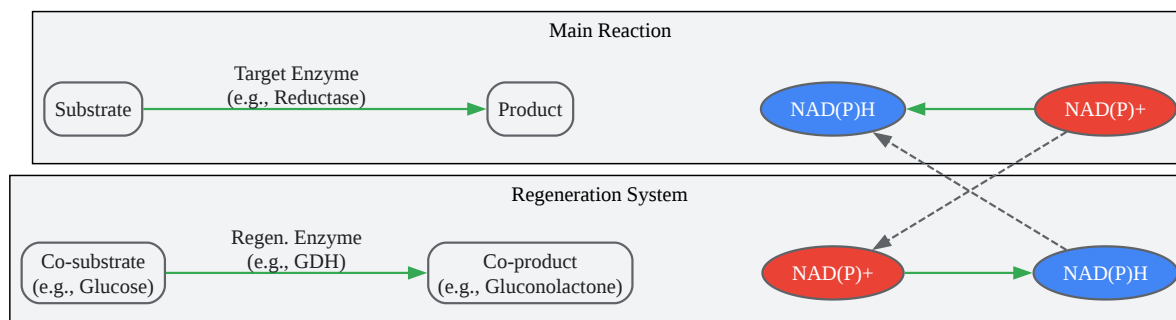 Main Reaction
Substrate
Target Enzyme
(e.g., Reductase)
Product
NAD(P)H
NAD(P)+
Regeneration System
Co-substrate
(e.g., Glucose)
Regen. Enzyme
(e.g., GDH)
Co-product
(e.g., Gluconolactone)
NAD(P)+
NAD(P)H